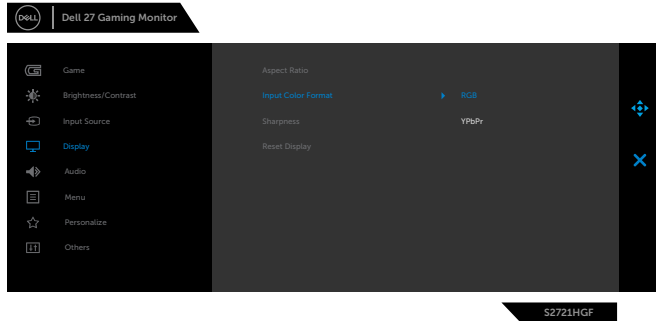 DELL
Dell 27 Gaming Monitor
Game
Aspect Ratio
Brightness/Contrast
Input Color Format
RGB
Input Source
Sharpness
YPbPr
Display
Reset Display
Audio
Menu
Personalize
Others
S2721HGF